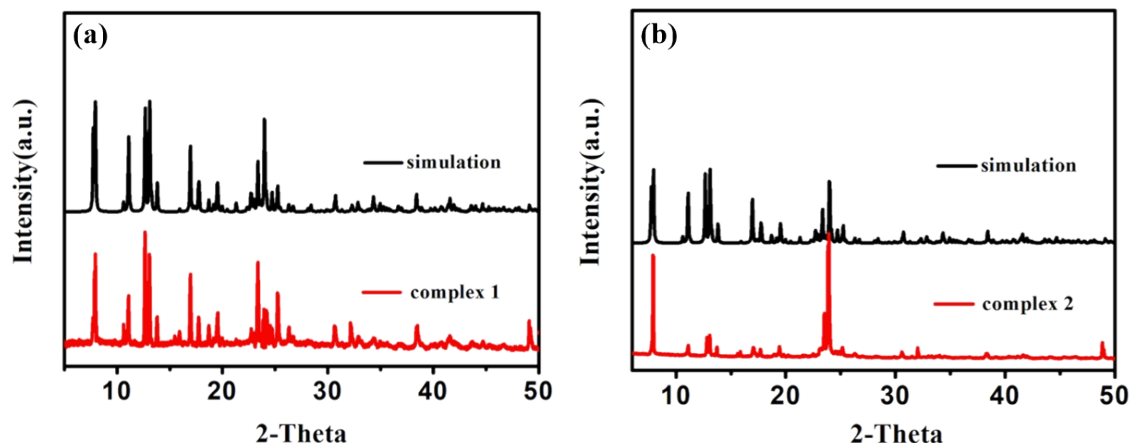 (a)
Intensity(a.u.)
simulation
complex 1
10 20 30 40 50
2-Theta
(b)
Intensity(a.u.)
simulation
complex 2
10 20 30 40 50
2-Theta